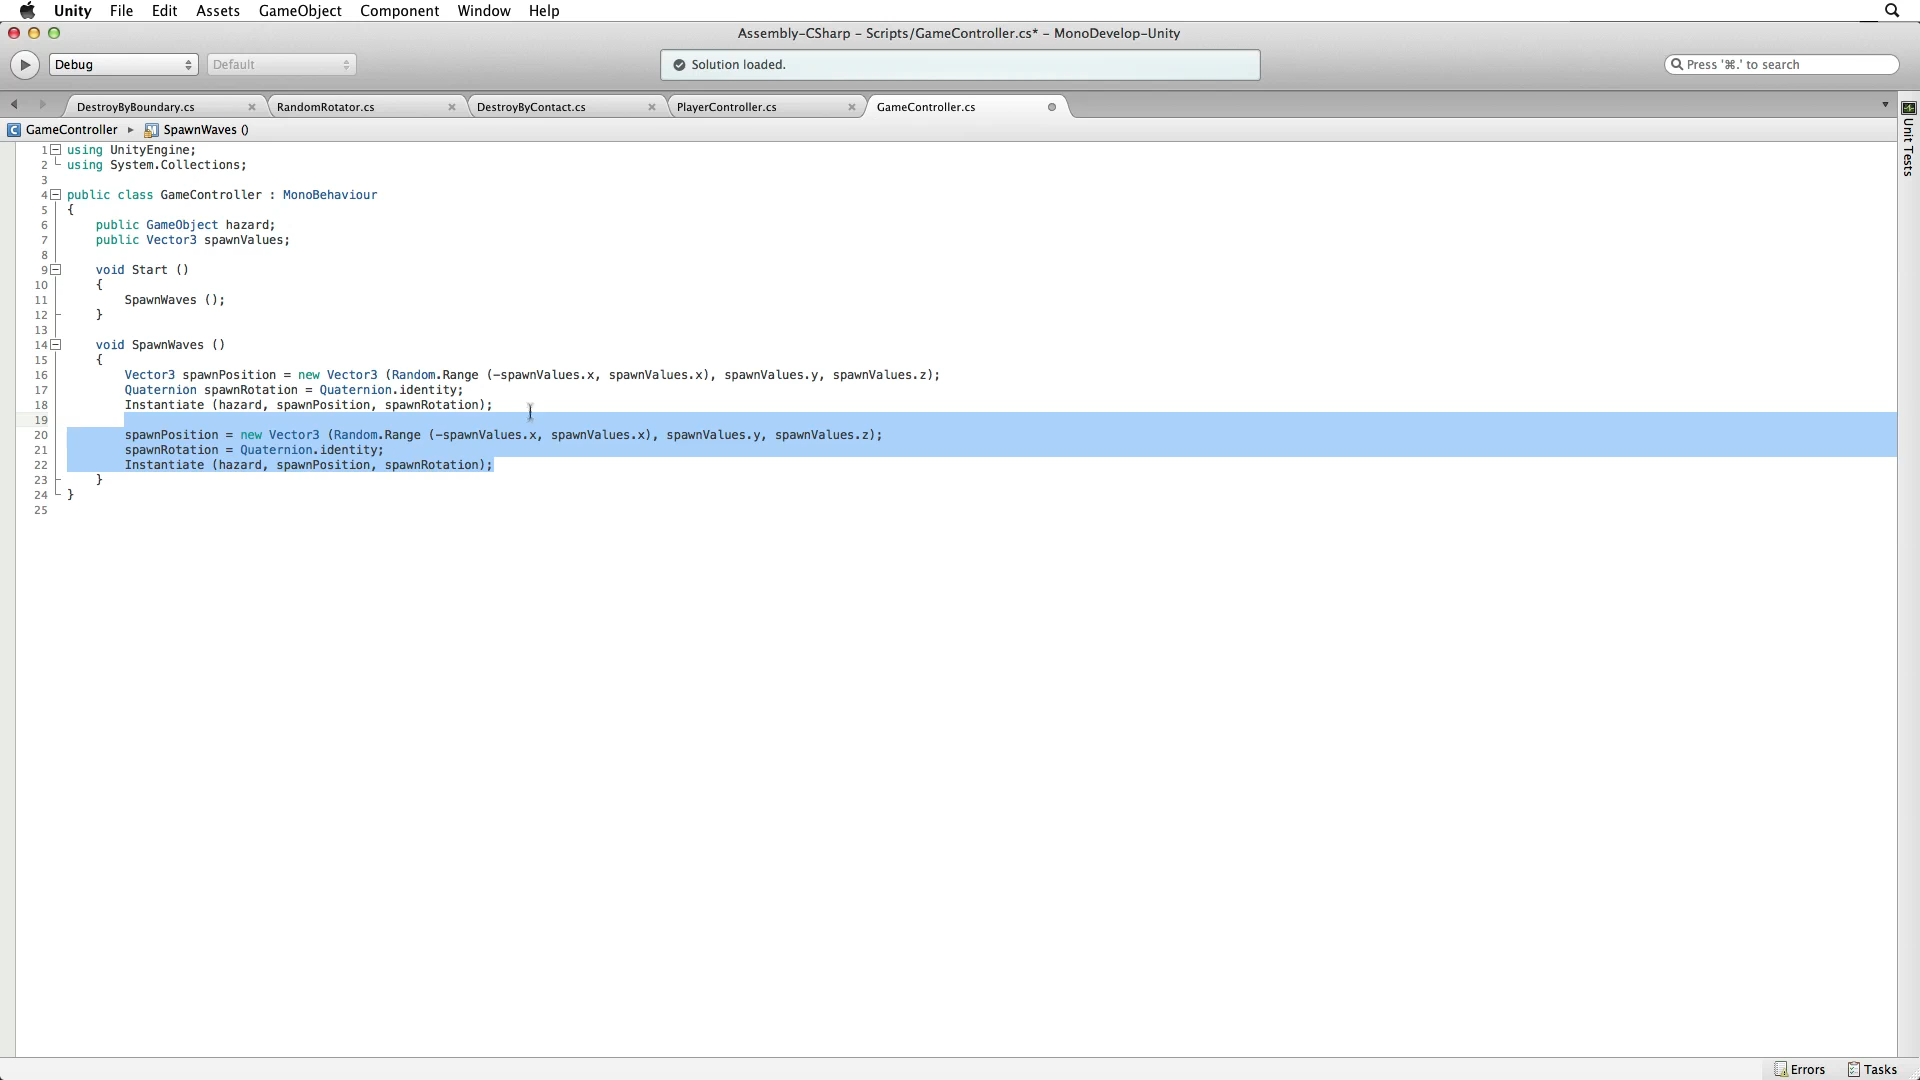 Unity File Edit Assets GameObject Component Window Help
Assembly-CSharp – Scripts/GameController.cs* – MonoDevelop-Unity
Debug Default Solution loaded. Press '⌘.' to search
DestroyByBoundary.cs RandomRotator.cs DestroyByContact.cs PlayerController.cs GameController.cs
GameController ▸ SpawnWaves ()
Unit Tests
1 using UnityEngine;
2 using System.Collections;
3
4 public class GameController : MonoBehaviour
5 {
6 public GameObject hazard;
7 public Vector3 spawnValues;
8
9 void Start ()
10 {
11 SpawnWaves ();
12 }
13
14 void SpawnWaves ()
15 {
16 Vector3 spawnPosition = new Vector3 (Random.Range (-spawnValues.x, spawnValues.x), spawnValues.y, spawnValues.z);
17 Quaternion spawnRotation = Quaternion.identity;
18 Instantiate (hazard, spawnPosition, spawnRotation);
19
20 spawnPosition = new Vector3 (Random.Range (-spawnValues.x, spawnValues.x), spawnValues.y, spawnValues.z);
21 spawnRotation = Quaternion.identity;
22 Instantiate (hazard, spawnPosition, spawnRotation);
23 }
24 }
25
Errors Tasks